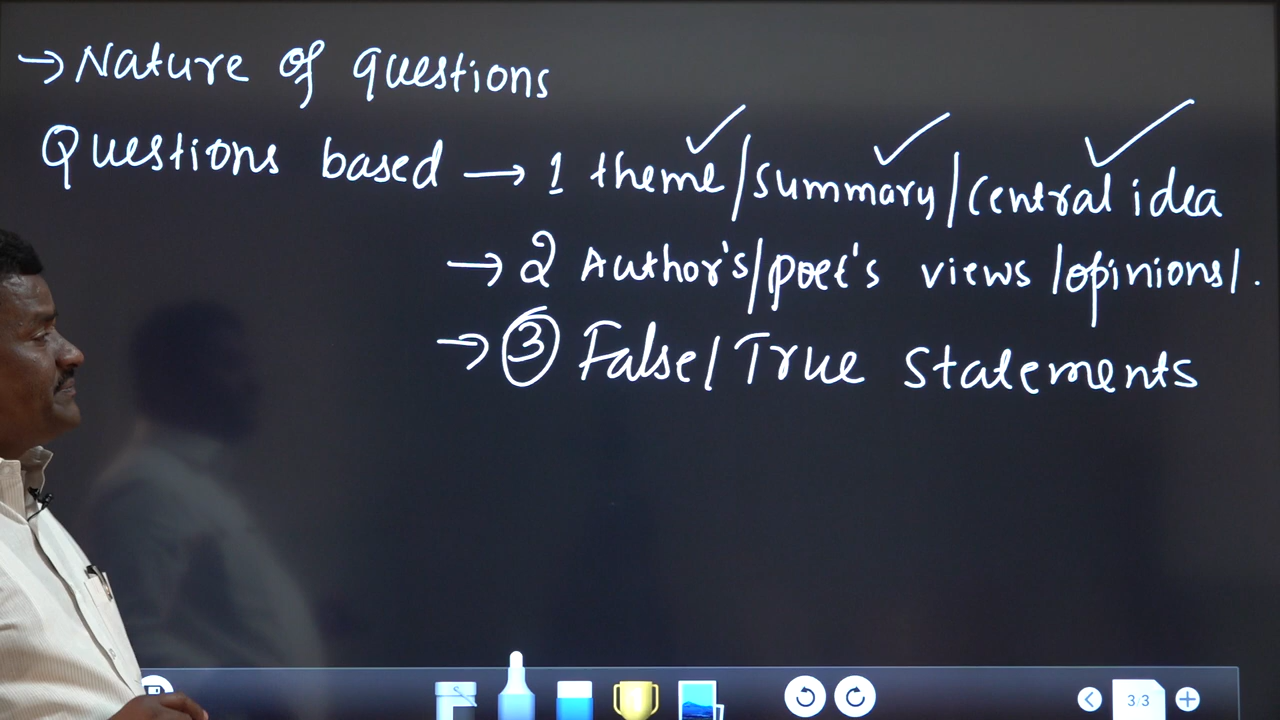 → Nature of questions
Questions based → 1 theme/summary/central idea
→ 2 Author's/poet's views /opinions/.
→ 3 False/True Statements
33